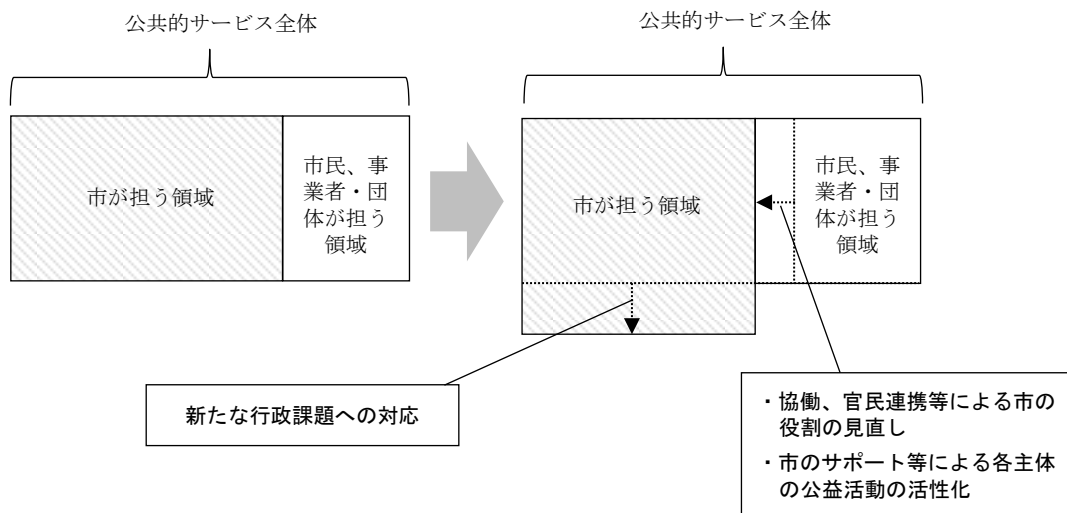 公共的サービス全体
市が担う領域
市民、事
業者・団
体が担う
領域
公共的サービス全体
市が担う領域
市民、事
業者・団
体が担う
領域
新たな行政課題への対応
・協働、官民連携等による市の
役割の見直し
・市のサポート等による各主体
の公益活動の活性化